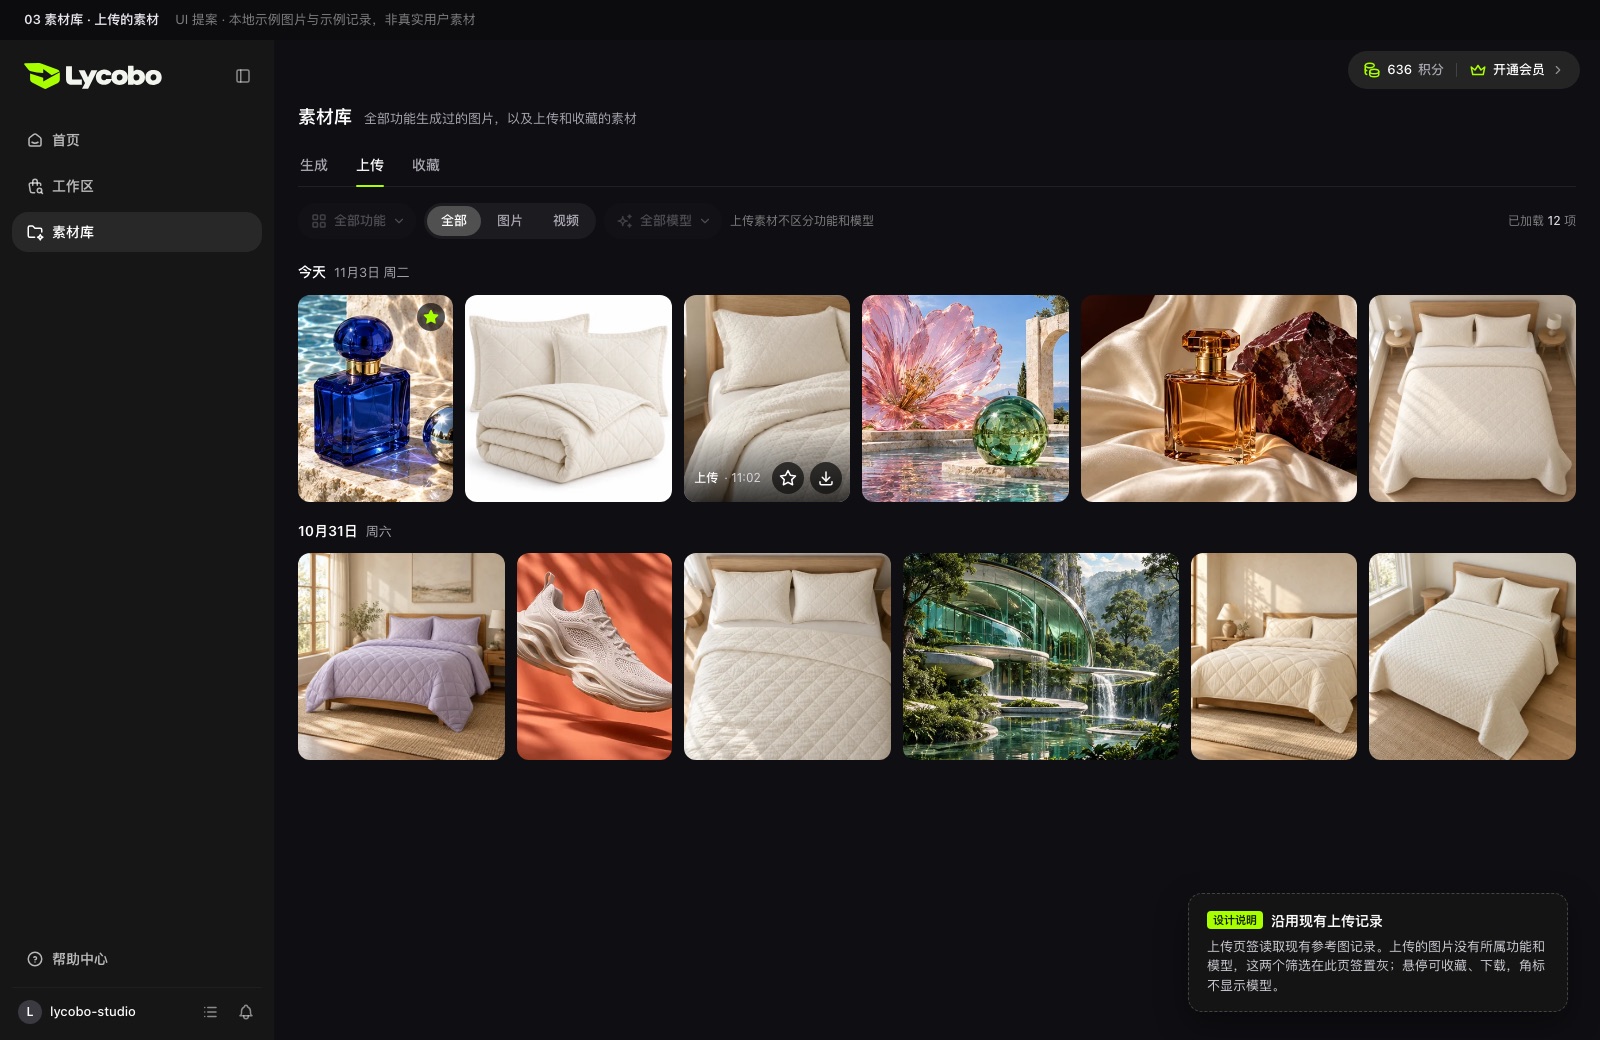 03 素材库 · 上传的素材 UI 提案 · 本地示例图片与示例记录，非真实用户素材
Lycobo
636 积分 开通会员
首页
工作区
素材库
素材库 全部功能生成过的图片，以及上传和收藏的素材
生成 上传 收藏
全部功能 全部 图片 视频 全部模型 上传素材不区分功能和模型 已加载 12 项
今天 11月3日 周二
上传 · 11:02
10月31日 周六
设计说明 沿用现有上传记录
上传页签读取现有参考图记录。上传的图片没有所属功能和
模型，这两个筛选在此页签置灰；悬停可收藏、下载，角标
不显示模型。
帮助中心
L lycobo-studio